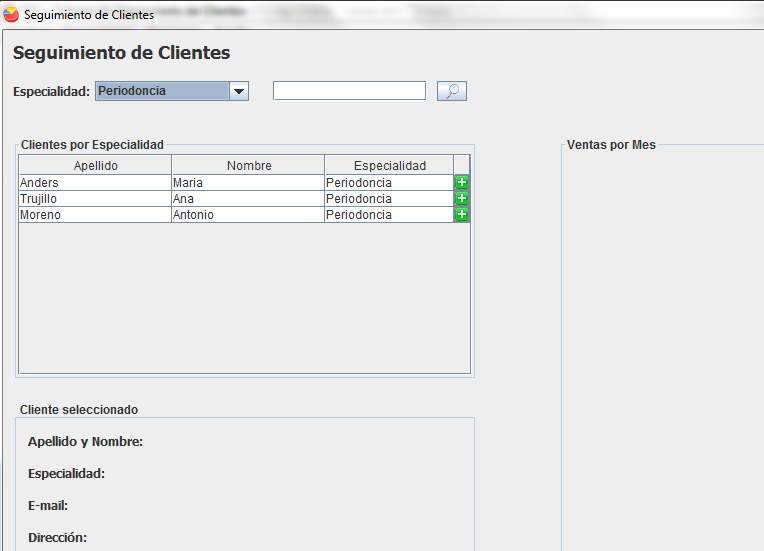 Seguimiento de Clientes
Seguimiento de Clientes
Especialidad: Periodoncia
Clientes por Especialidad
Apellido Nombre Especialidad
Anders Maria Periodoncia
Trujillo Ana Periodoncia
Moreno Antonio Periodoncia
Ventas por Mes
Cliente seleccionado
Apellido y Nombre:
Especialidad:
E-mail:
Dirección: